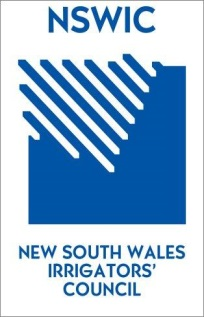 NSWIC
NEW SOUTH WALES
IRRIGATORS'
COUNCIL